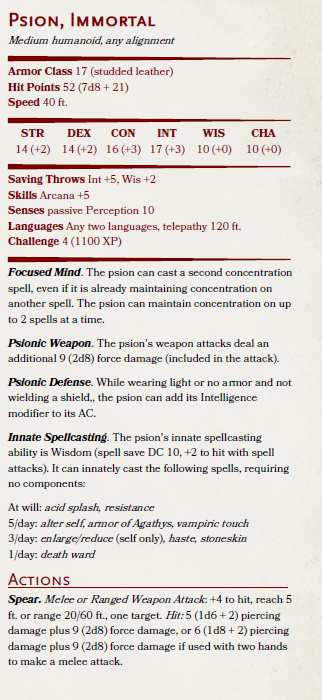 Psion, Immortal
Medium humanoid, any alignment
Armor Class 17 (studded leather)
Hit Points 52 (7d8 + 21)
Speed 40 ft.
STR DEX CON INT WIS CHA
14 (+2) 14 (+2) 16 (+3) 17 (+3) 10 (+0) 10 (+0)
Saving Throws Int +5, Wis +2
Skills Arcana +5
Senses passive Perception 10
Languages Any two languages, telepathy 120 ft.
Challenge 4 (1100 XP)
Focused Mind. The psion can cast a second concentration
spell, even if it is already maintaining concentration on
another spell. The psion can maintain concentration on up
to 2 spells at a time.
Psionic Weapon. The psion's weapon attacks deal an
additional 9 (2d8) force damage (included in the attack).
Psionic Defense. While wearing light or no armor and not
wielding a shield,, the psion can add its Intelligence
modifier to its AC.
Innate Spellcasting. The psion's innate spellcasting
ability is Wisdom (spell save DC 10, +2 to hit with spell
attacks). It can innately cast the following spells, requiring
no components:
At will: acid splash, resistance
5/day: alter self, armor of Agathys, vampiric touch
3/day: enlarge/reduce (self only), haste, stoneskin
1/day: death ward
Actions
Spear. Melee or Ranged Weapon Attack: +4 to hit, reach 5
ft. or range 20/60 ft., one target. Hit: 5 (1d6 + 2) piercing
damage plus 9 (2d8) force damage, or 6 (1d8 + 2) piercing
damage plus 9 (2d8) force damage if used with two hands
to make a melee attack.